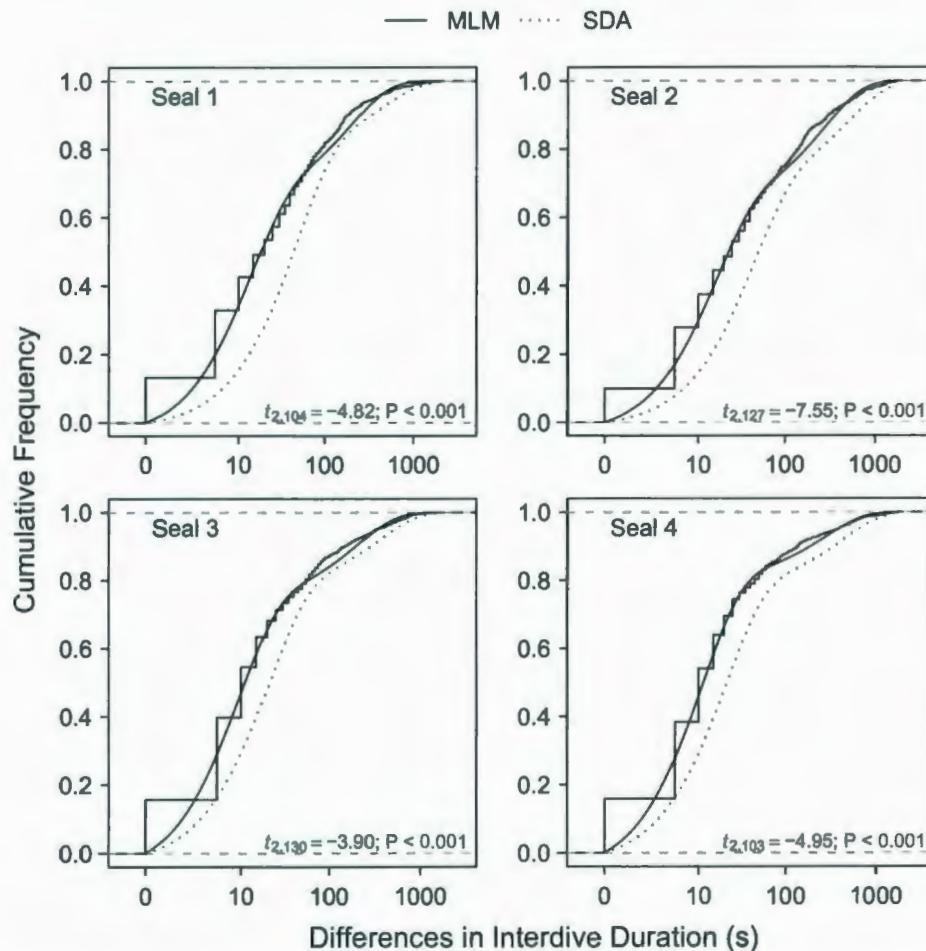 MLM SDA
Seal 1
Seal 2
1.0
0.8
0.6
0.4
0.2
0.0
1.0
0.8
0.6
0.4
0.2
0.0
t2,104 = −4.82; P < 0.001
t2,127 = −7.55; P < 0.001
0 10 100 1000
0 10 100 1000
Cumulative Frequency
Seal 3
Seal 4
1.0
0.8
0.6
0.4
0.2
0.0
1.0
0.8
0.6
0.4
0.2
0.0
t2,130 = −3.90; P < 0.001
t2,103 = −4.95; P < 0.001
0 10 100 1000
0 10 100 1000
Differences in Interdive Duration (s)